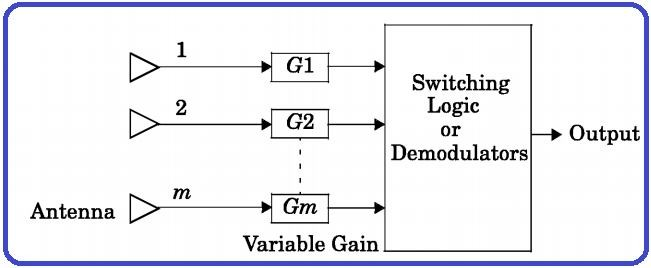 1
G1
2
G2
m
Gm
Antenna
Variable Gain
Switching
Logic
or
Demodulators
Output